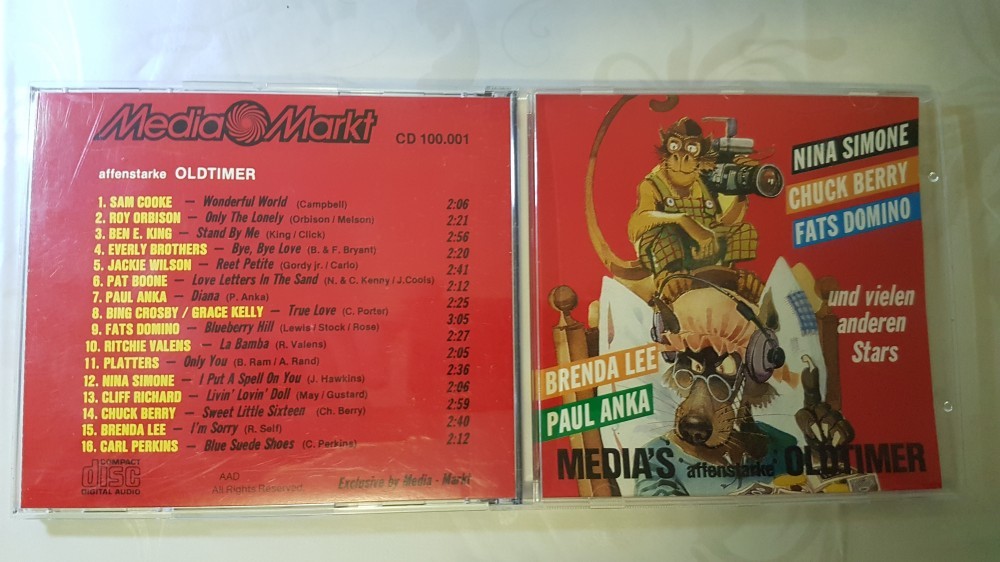 Media Markt
CD 100.001
affenstarke OLDTIMER
1. SAM COOKE – Wonderful World (Campbell) 2:06
2. ROY ORBISON – Only The Lonely (Orbison / Melson) 2:21
3. BEN E. KING – Stand By Me (King / Click) 2:56
4. EVERLY BROTHERS – Bye, Bye Love (B. & F. Bryant) 2:20
5. JACKIE WILSON – Reet Petite (Gordy jr. / Carlo) 2:41
6. PAT BOONE – Love Letters In The Sand (N. & C. Kenny / J. Cools) 2:12
7. PAUL ANKA – Diana (P. Anka) 2:25
8. BING CROSBY / GRACE KELLY – True Love (C. Porter) 3:05
9. FATS DOMINO – Blueberry Hill (Lewis / Stock / Rose) 2:27
10. RITCHIE VALENS – La Bamba (R. Valens) 2:05
11. PLATTERS – Only You (B. Ram / A. Rand) 2:36
12. NINA SIMONE – I Put A Spell On You (J. Hawkins) 2:06
13. CLIFF RICHARD – Livin' Lovin' Doll (May / Gustard) 2:59
14. CHUCK BERRY – Sweet Little Sixteen (Ch. Berry) 2:40
15. BRENDA LEE – I'm Sorry (R. Self) 2:12
16. CARL PERKINS – Blue Suede Shoes (C. Perkins)
COMPACT
disc
DIGITAL AUDIO
AAD
All Rights Reserved
Exclusive by Media - Markt
NINA SIMONE
CHUCK BERRY
FATS DOMINO
und vielen
anderen
Stars
BRENDA LEE
PAUL ANKA
MEDIA'S affenstarke OLDTIMER